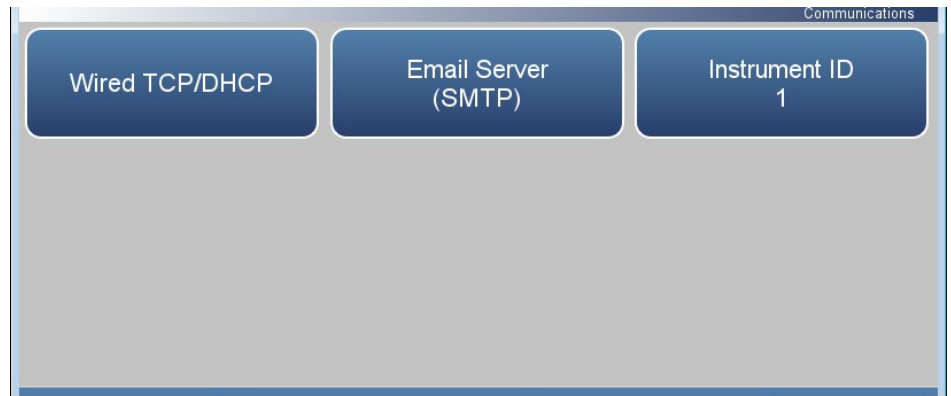 Communications
Wired TCP/DHCP
Email Server
(SMTP)
Instrument ID
1